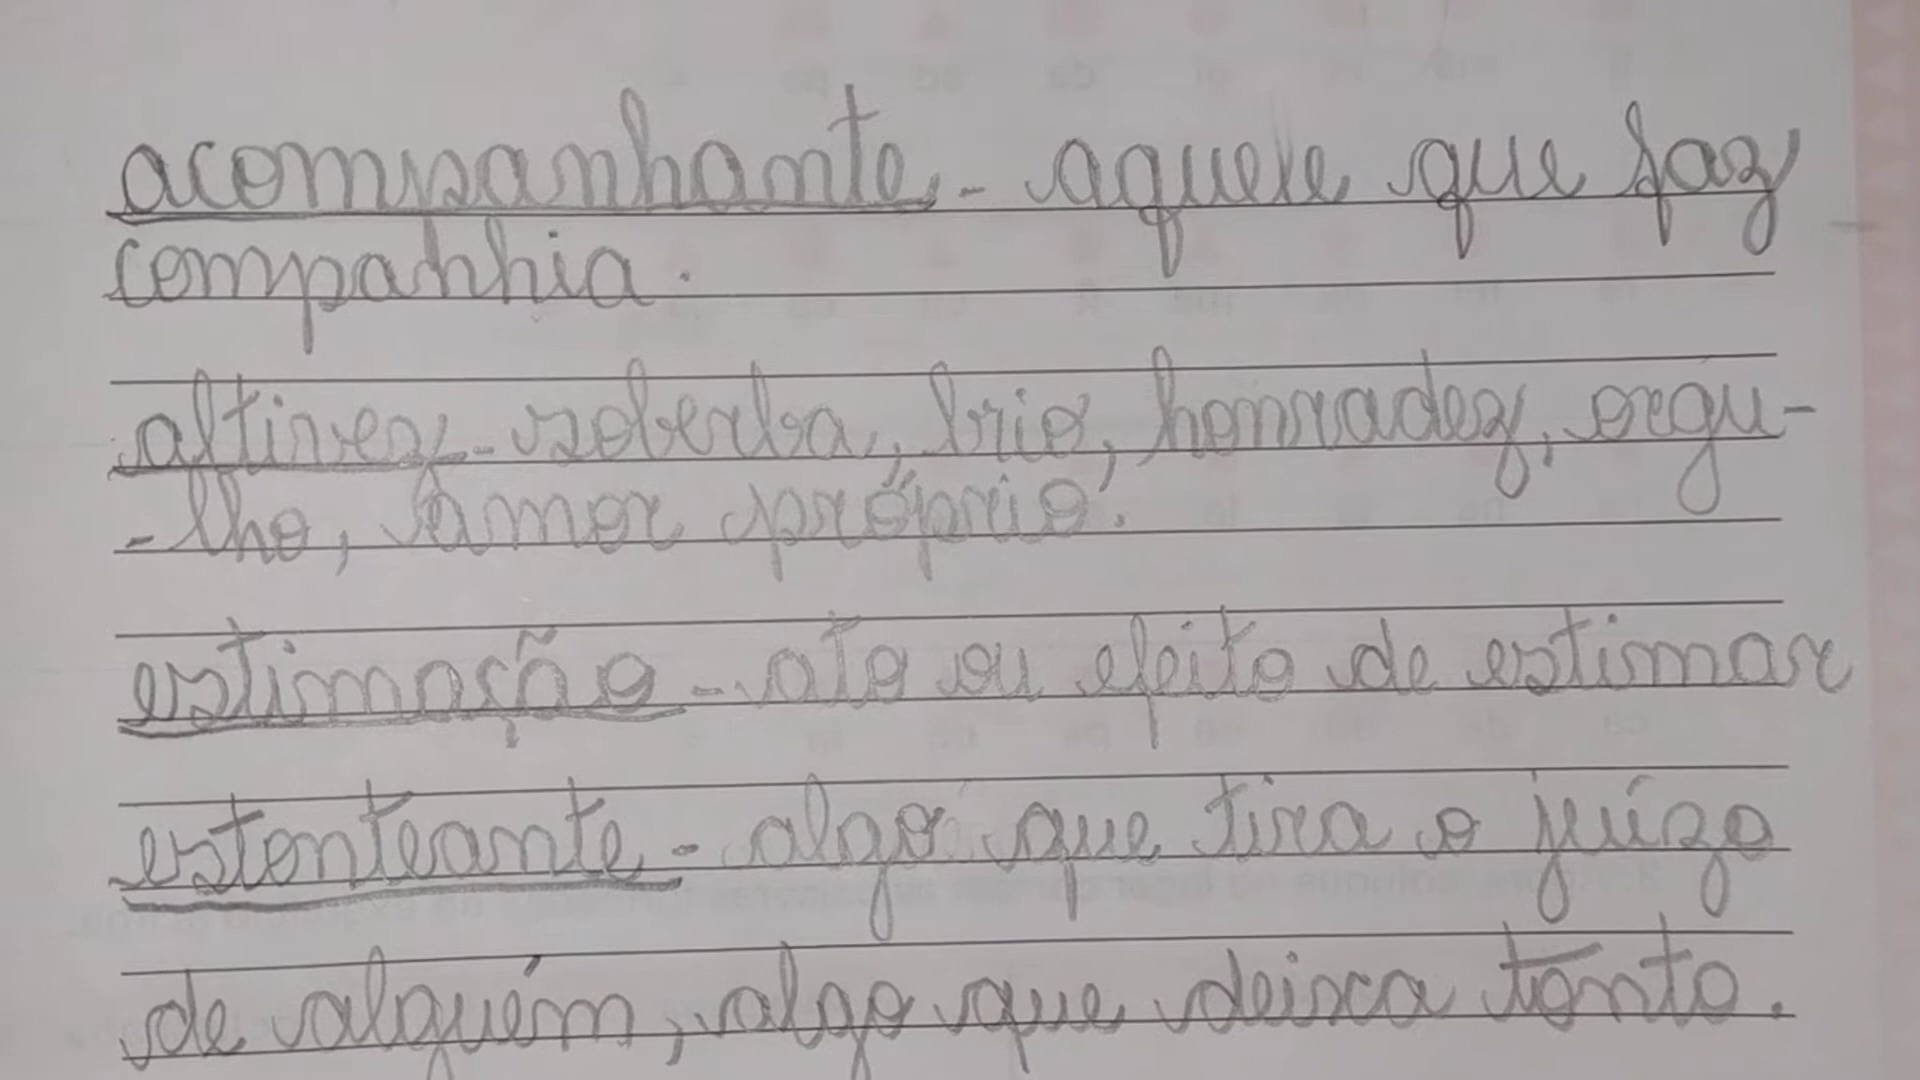 acompanhante - aquele que faz
companhia.
altivez - soberba, brio, honradez, orgu-
- lho, amor próprio.
estimação - ato ou efeito de estimar
estonteante - algo que tira o juízo
de alguém, algo que deixa tonto.